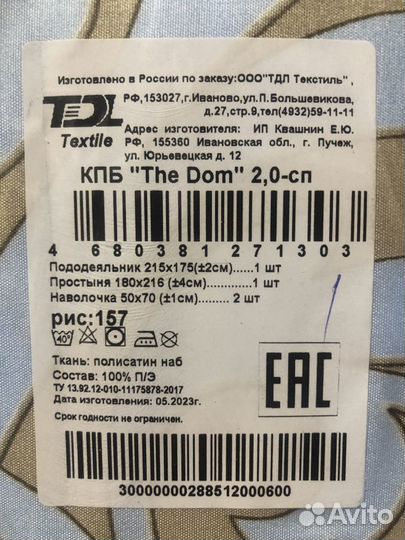 Изготовлено в России по заказу:ООО"ТДЛ Текстиль" ,
РФ,153027,г.Иваново,ул.П.Большевикова,
д.27,стр.9,тел(4932)59-11-11
TDL
Textile
Адрес изготовителя: ИП Квашнин Е.Ю.
РФ, 155360 Ивановская обл., г. Пучеж,
ул. Юрьевецкая д. 12
КПБ "The Dom" 2,0-сп
4 680381 271303
Пододеяльник 215х175(±2см)......1 шт
Простыня 180х216 (±4см)............1 шт
Наволочка 50х70 (±1см)........ 2 шт
рис:157
40°
Ткань: полисатин наб
Состав: 100% П/Э
ТУ 13.92.12-010-11175878-2017
Дата изготовления: 05.2023г.
Срок годности не ограничен.
EAC
30000000288512000600
Avito